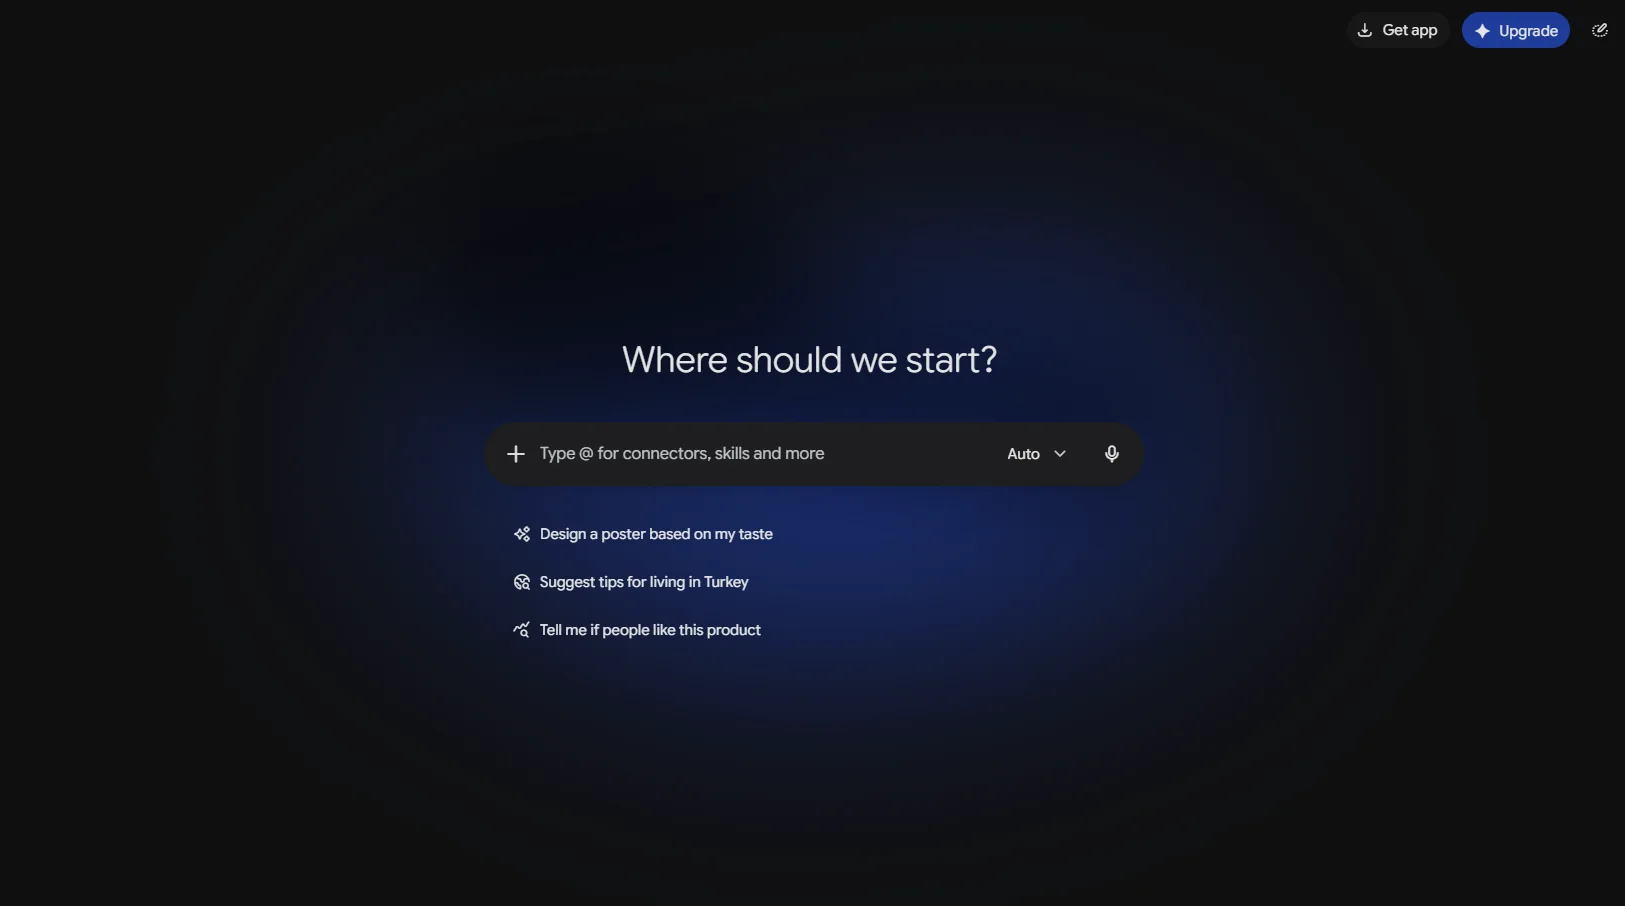 Get app
Upgrade
Where should we start?
Type @ for connectors, skills and more
Auto
Design a poster based on my taste
Suggest tips for living in Turkey
Tell me if people like this product